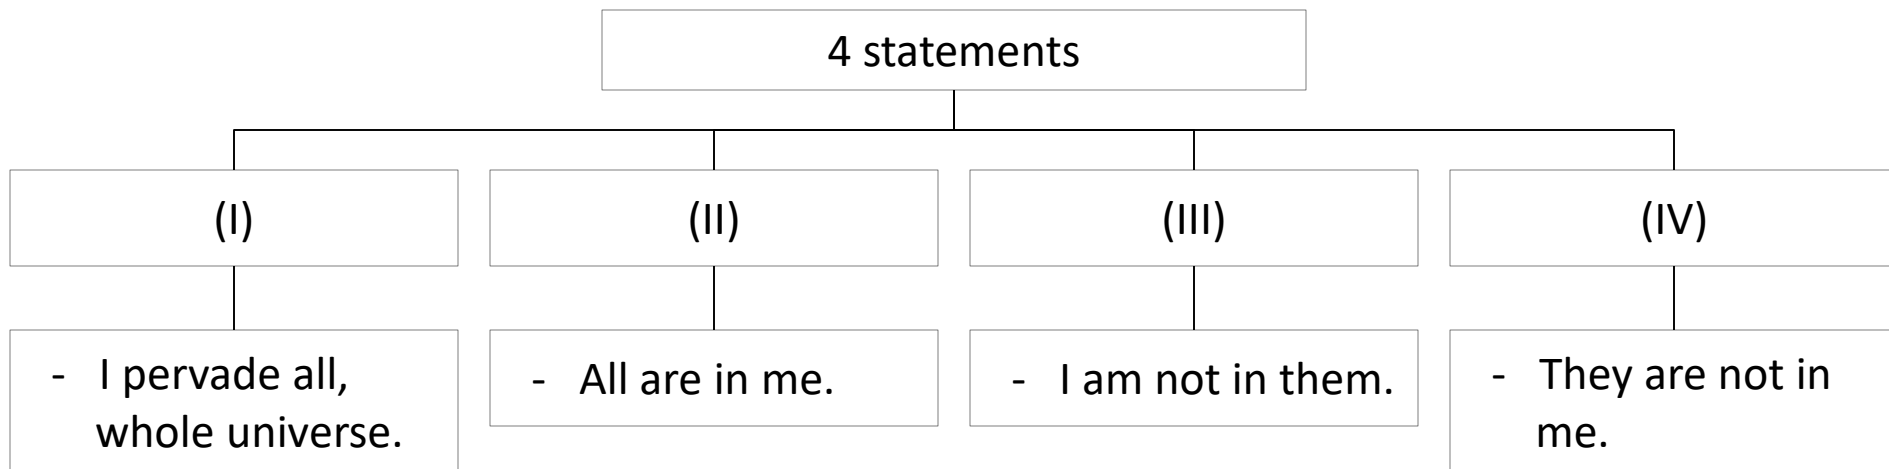 4 statements
(I)
(II)
(III)
(IV)
- I pervade all,
whole universe.
- All are in me.
- I am not in them.
- They are not in
me.